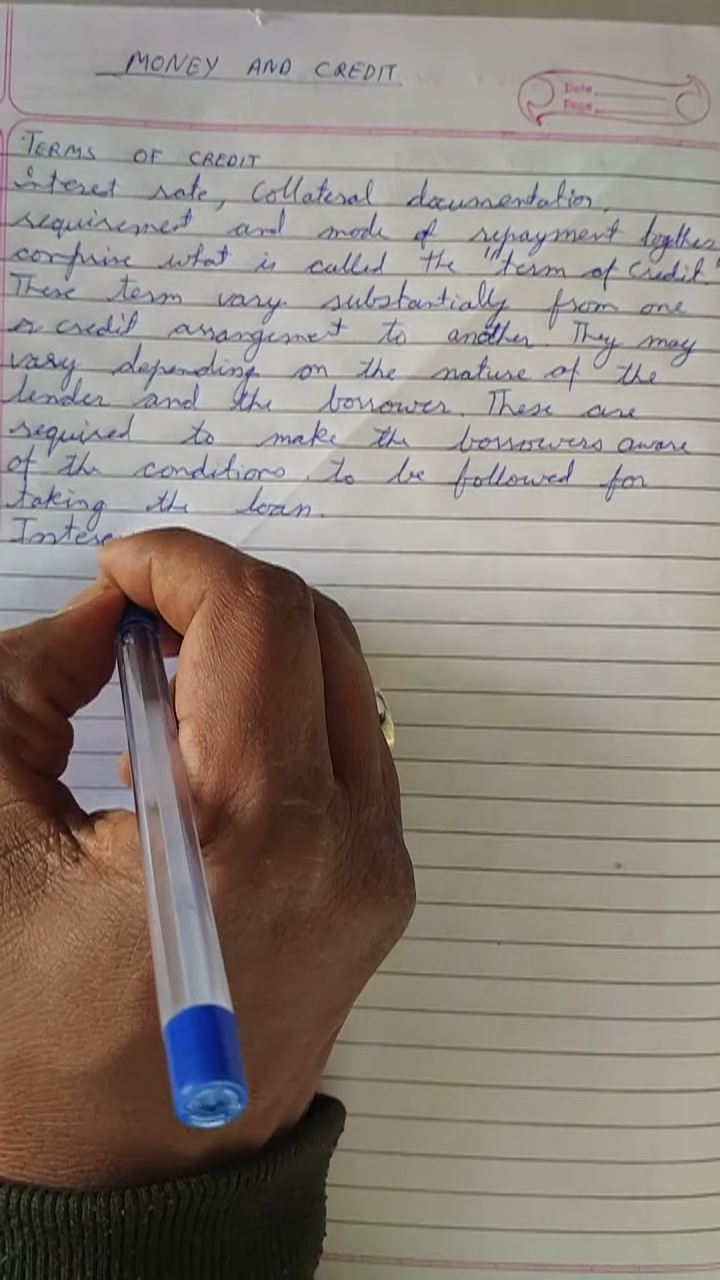 MONEY AND CREDIT
Date
Page
TERMS OF CREDIT
interest rate, Collateral documentation,
requirement and mode of repayment together
comprise what is called the "term of Credit."
These term vary substantially from one
credit arrangement to another. They may
vary depending on the nature of the
lender and the borrower. These are
required to make the borrowers aware
of the conditions to be followed for
taking the loan.